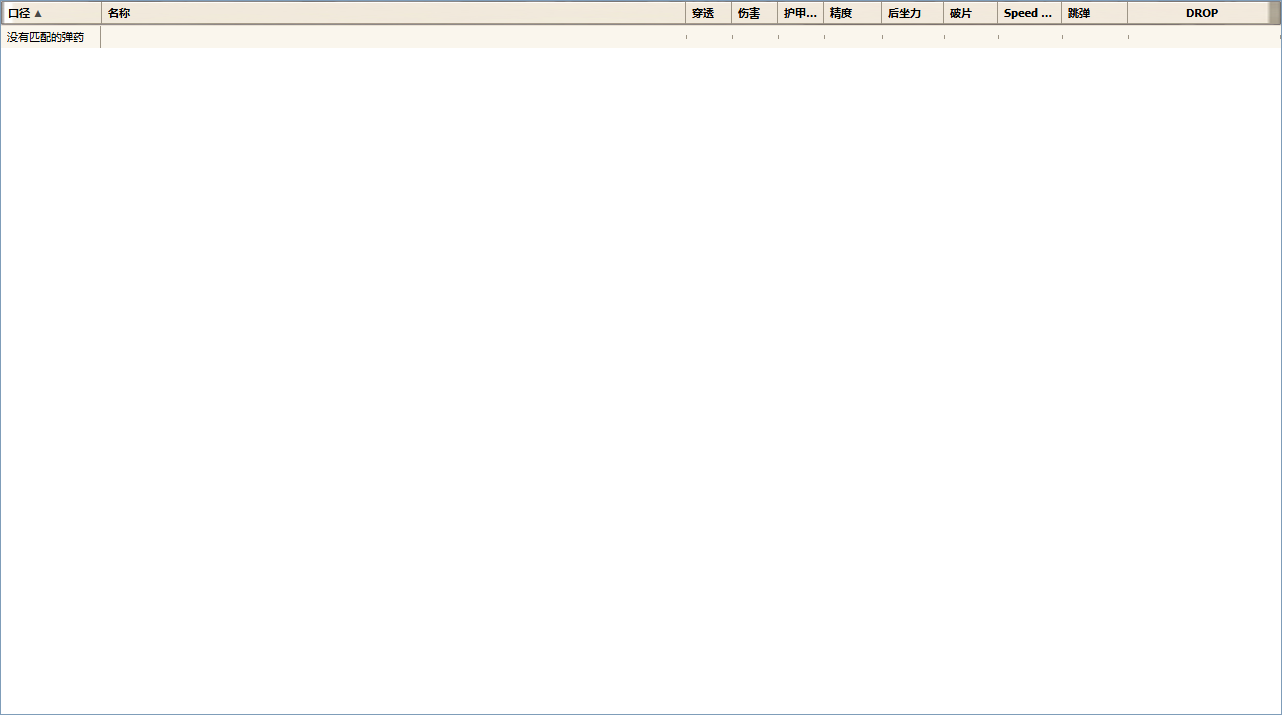 口径 ▲ 名称 穿透 伤害 护甲... 精度 后坐力 破片 Speed ... 跳弹 DROP
没有匹配的弹药